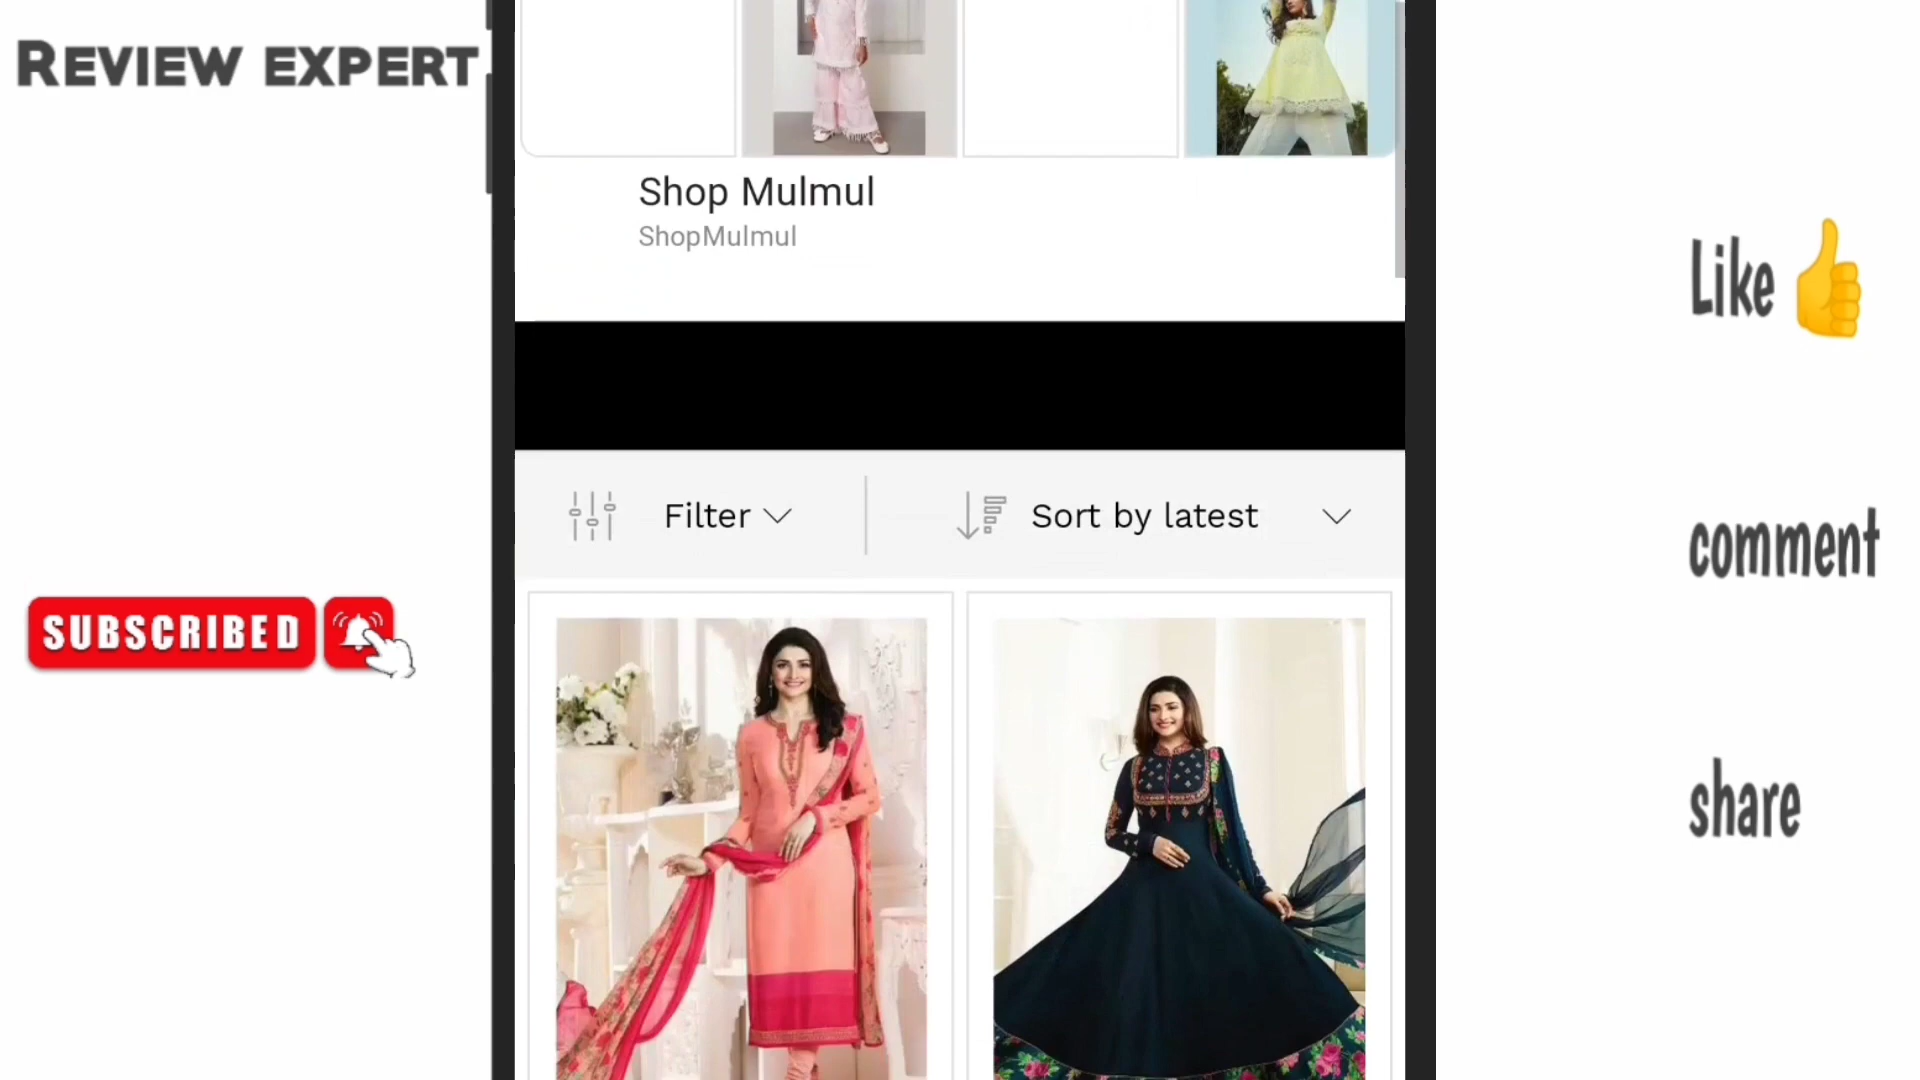 REVIEW EXPERT
Shop Mulmul
ShopMulmul
Like
Filter
Sort by latest
comment
SUBSCRIBED
share